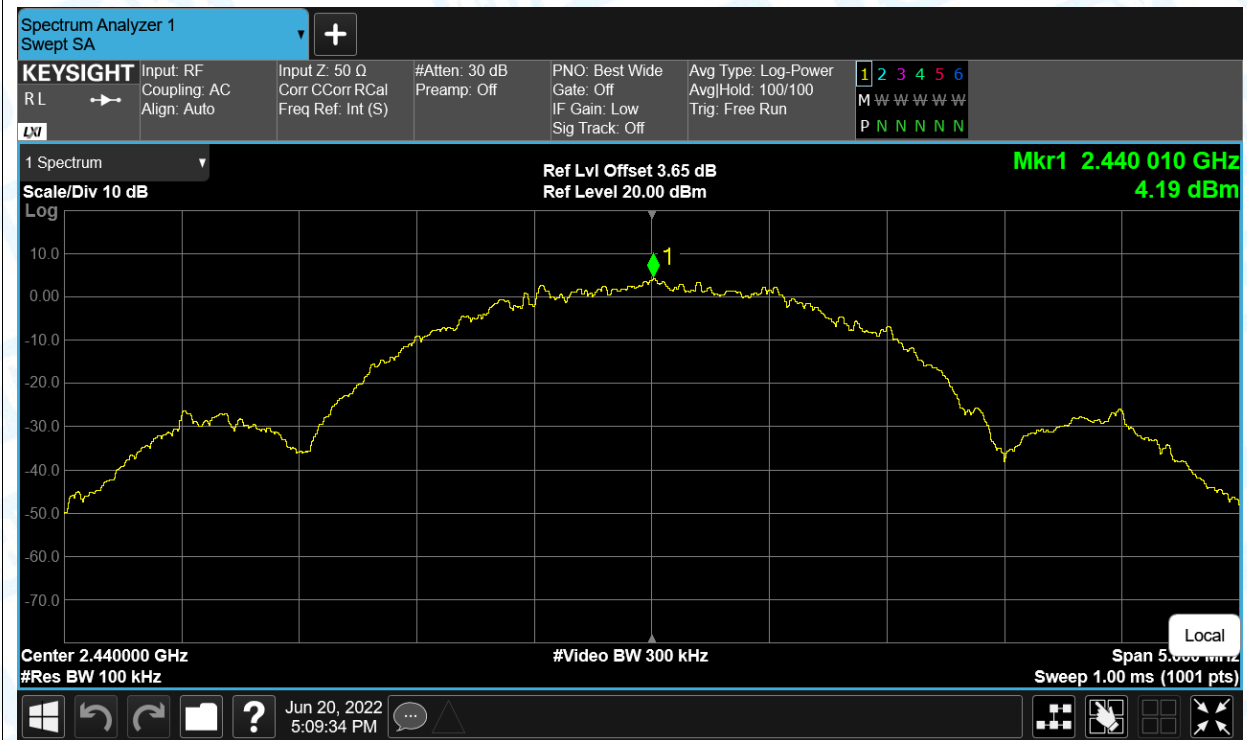 Spectrum Analyzer 1
Swept SA
KEYSIGHT
R L
LXI
Input: RF
Coupling: AC
Align: Auto
Input Z: 50 Ω
Corr CCorr RCal
Freq Ref: Int (S)
#Atten: 30 dB
Preamp: Off
PNO: Best Wide
Gate: Off
IF Gain: Low
Sig Track: Off
Avg Type: Log-Power
Avg|Hold: 100/100
Trig: Free Run
1 2 3 4 5 6
M W W W W W
P N N N N N
1 Spectrum
Scale/Div 10 dB
Log
Ref Lvl Offset 3.65 dB
Ref Level 20.00 dBm
Mkr1 2.440 010 GHz
4.19 dBm
1
10.0
0.00
-10.0
-20.0
-30.0
-40.0
-50.0
-60.0
-70.0
Local
Center 2.440000 GHz
#Res BW 100 kHz
#Video BW 300 kHz
Span 5.000 MHz
Sweep 1.00 ms (1001 pts)
?
Jun 20, 2022
5:09:34 PM